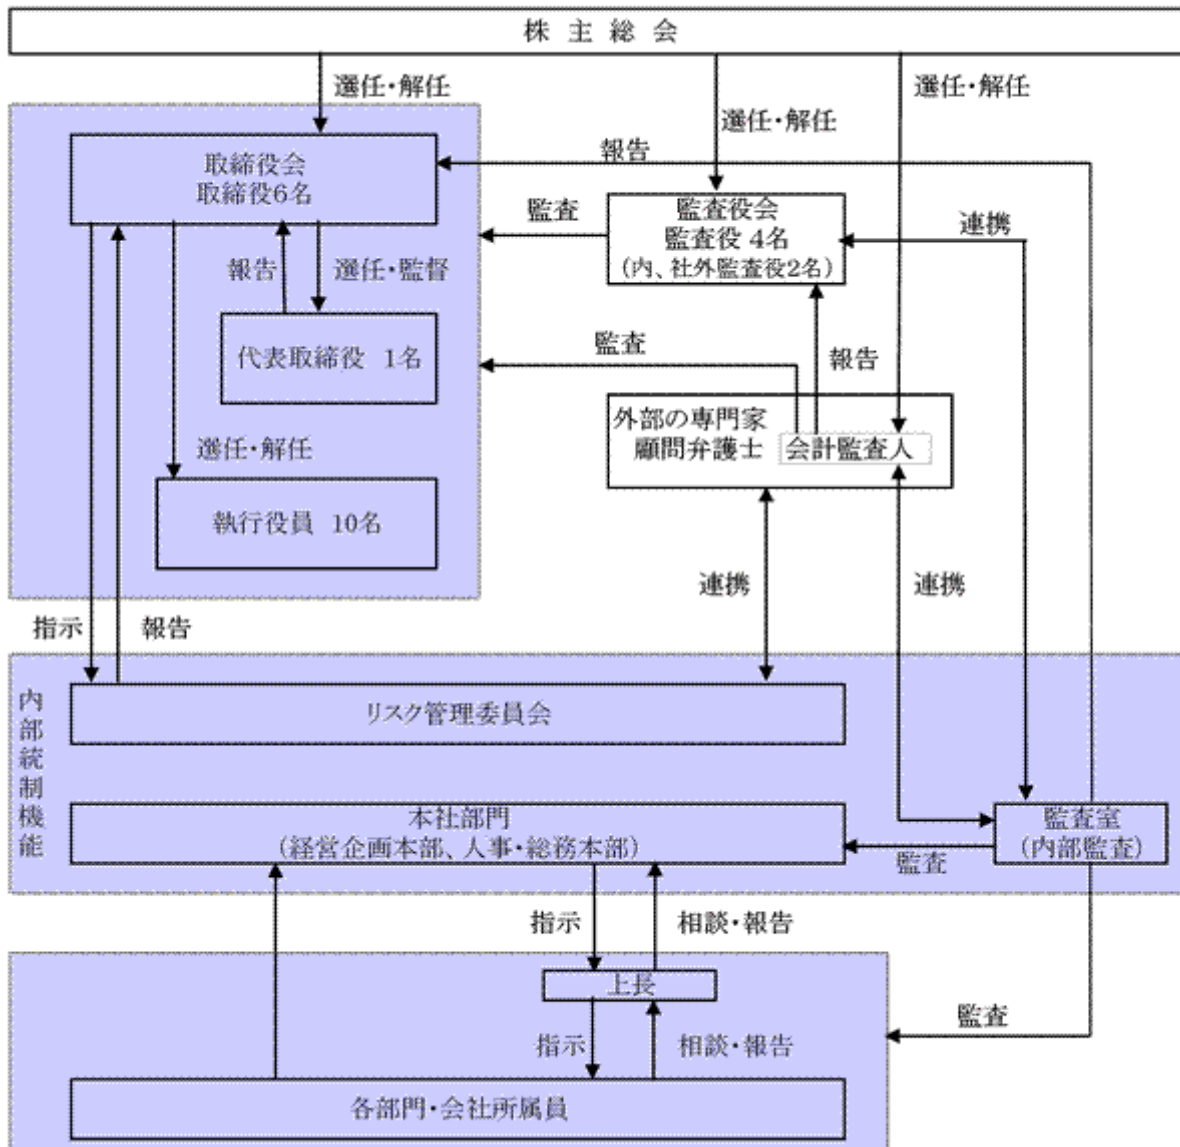 株 主 総 会
選任・解任
選任・解任
選任・解任
取締役会
取締役6名
報告
監査役会
監査役 4名
（内、社外監査役2名）
監査
連携
報告
選任・監督
代表取締役 1名
監査
報告
外部の専門家
顧問弁護士
会計監査人
選任・解任
執行役員 10名
連携
連携
指示
報告
内部統制機能
リスク管理委員会
本社部門
（経営企画本部、人事・総務本部）
監査室
（内部監査）
監査
指示
相談・報告
上長
監査
指示
相談・報告
各部門・会社所属員